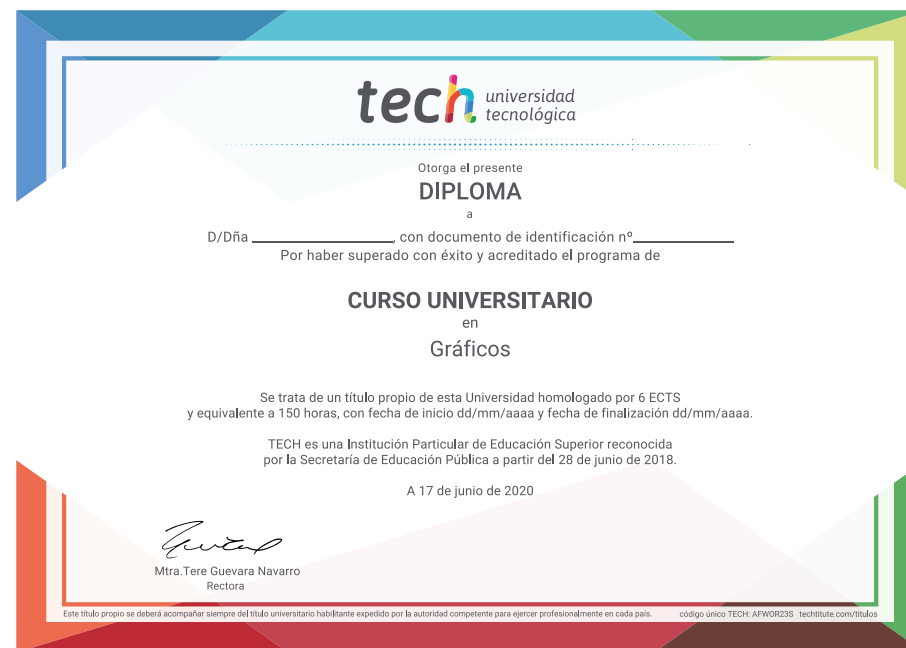 tech universidad
tecnológica
Otorga el presente
DIPLOMA
a
D/Dña ____________________, con documento de identificación nº______________
Por haber superado con éxito y acreditado el programa de
CURSO UNIVERSITARIO
en
Gráficos
Se trata de un título propio de esta Universidad homologado por 6 ECTS
y equivalente a 150 horas, con fecha de inicio dd/mm/aaaa y fecha de finalización dd/mm/aaaa.
TECH es una Institución Particular de Educación Superior reconocida
por la Secretaría de Educación Pública a partir del 28 de junio de 2018.
A 17 de junio de 2020
Mtra.Tere Guevara Navarro
Rectora
Este título propio se deberá acompañar siempre del título universitario habilitante expedido por la autoridad competente para ejercer profesionalmente en cada país. código único TECH: AFWOR23S techtitute.com/titulos